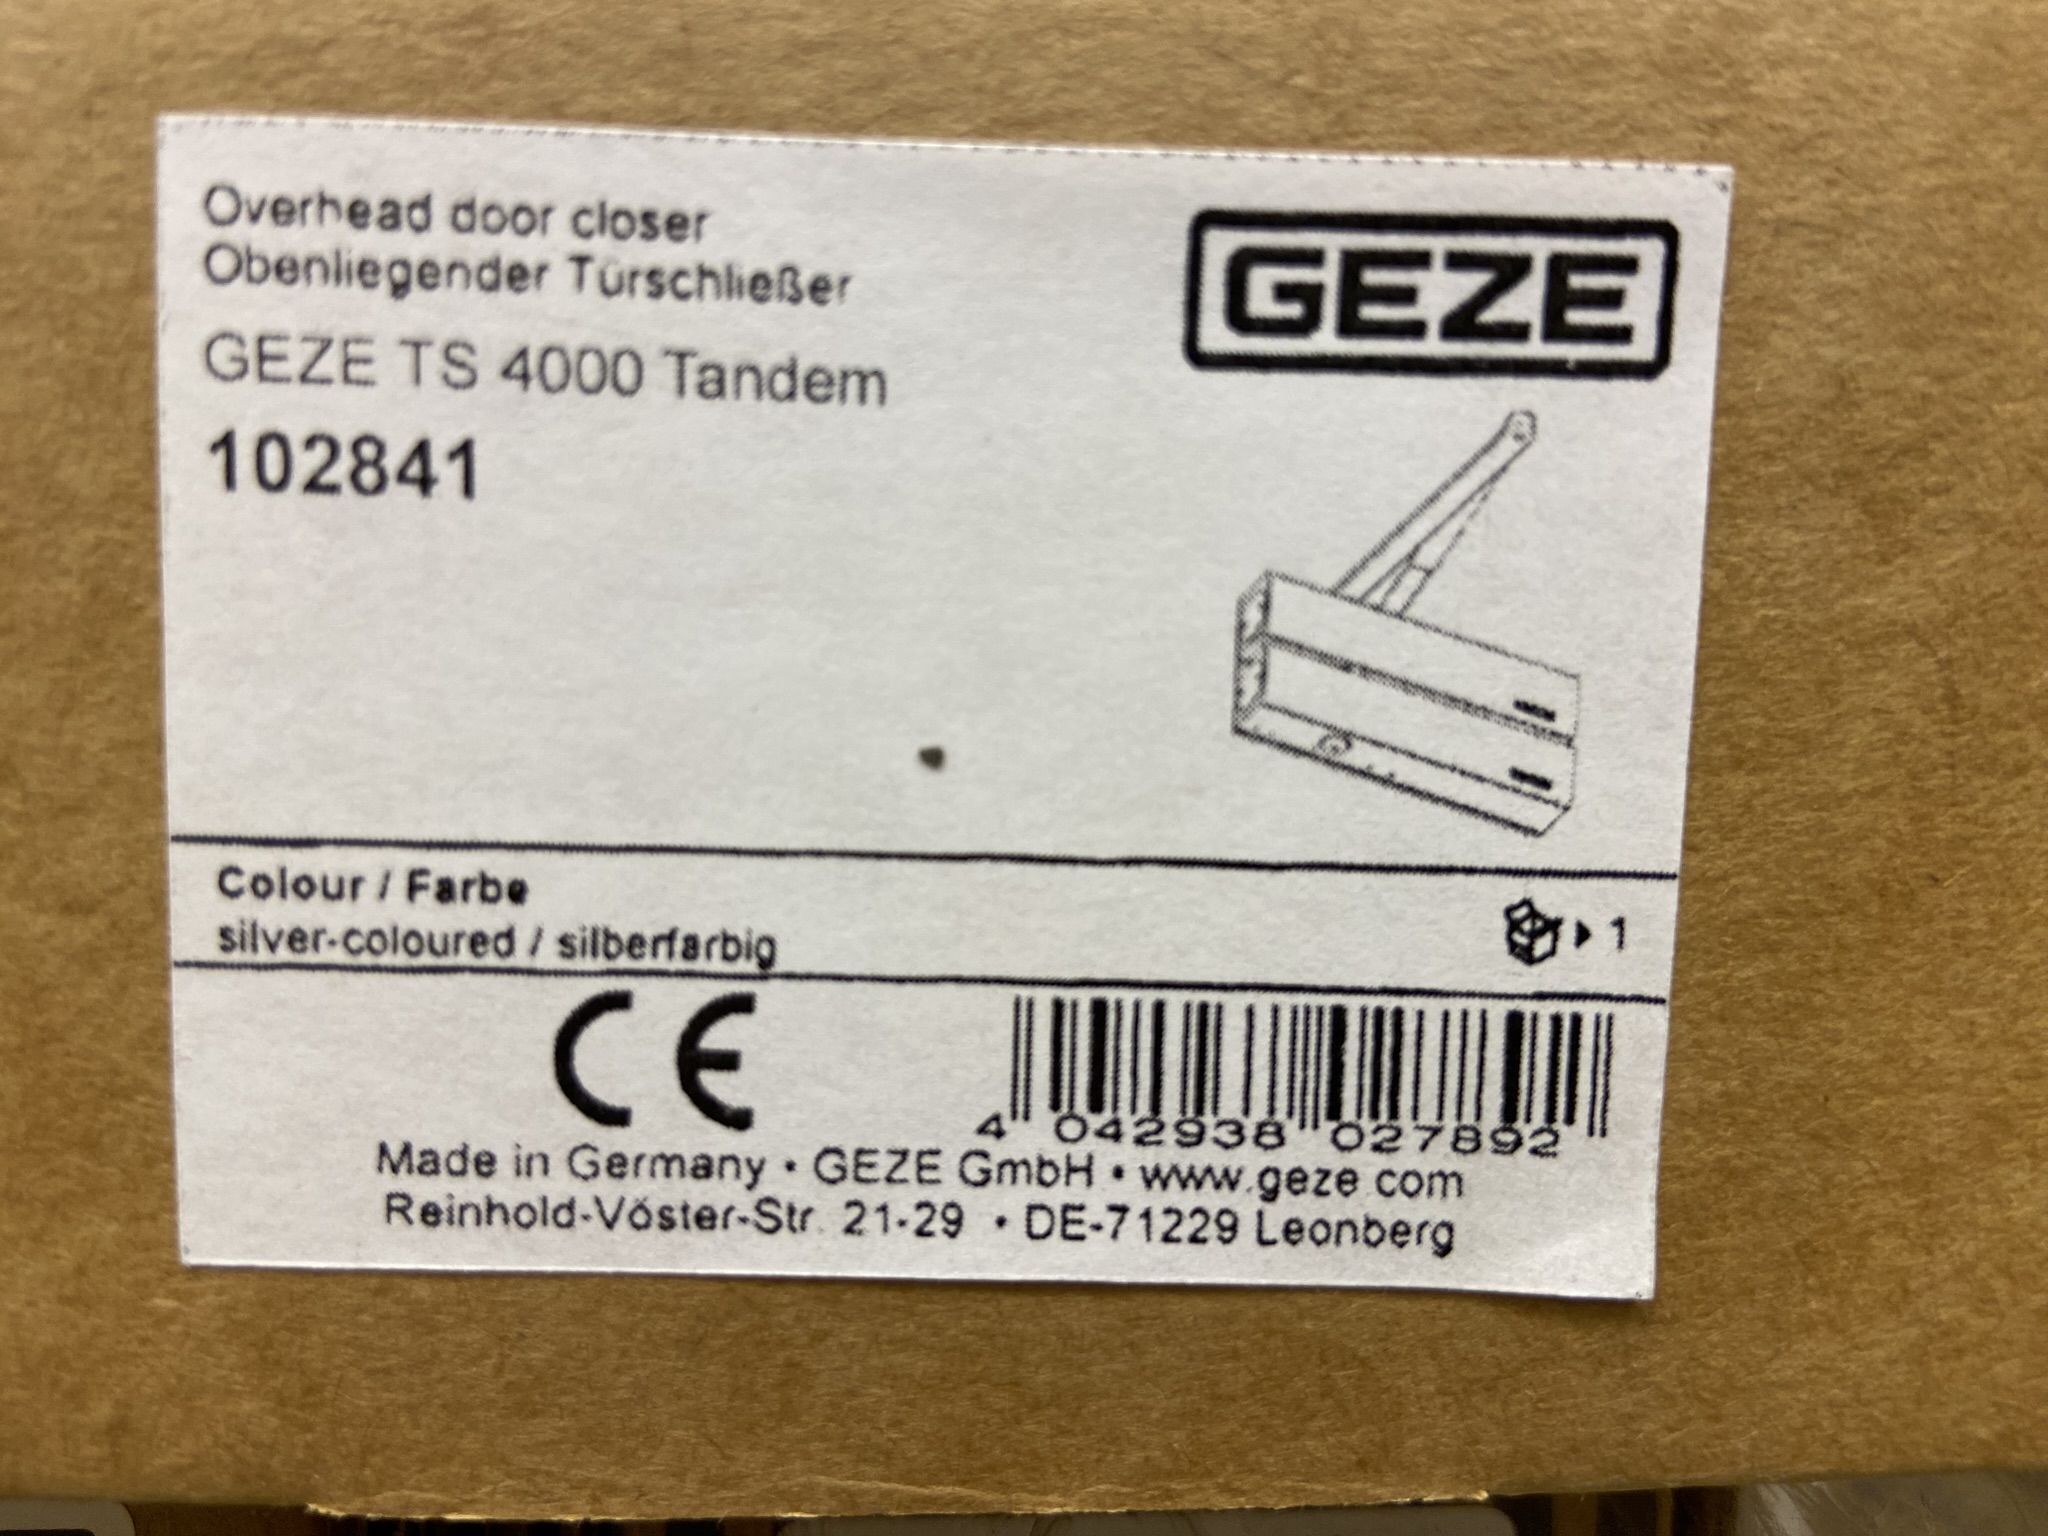 Overhead door closer
Obenliegender Türschließer
GEZE TS 4000 Tandem
102841
GEZE
Colour / Farbe
silver-coloured / silberfarbig
1
CE
4 042938 027892
Made in Germany • GEZE GmbH • www.geze.com
Reinhold-Vöster-Str. 21-29 • DE-71229 Leonberg